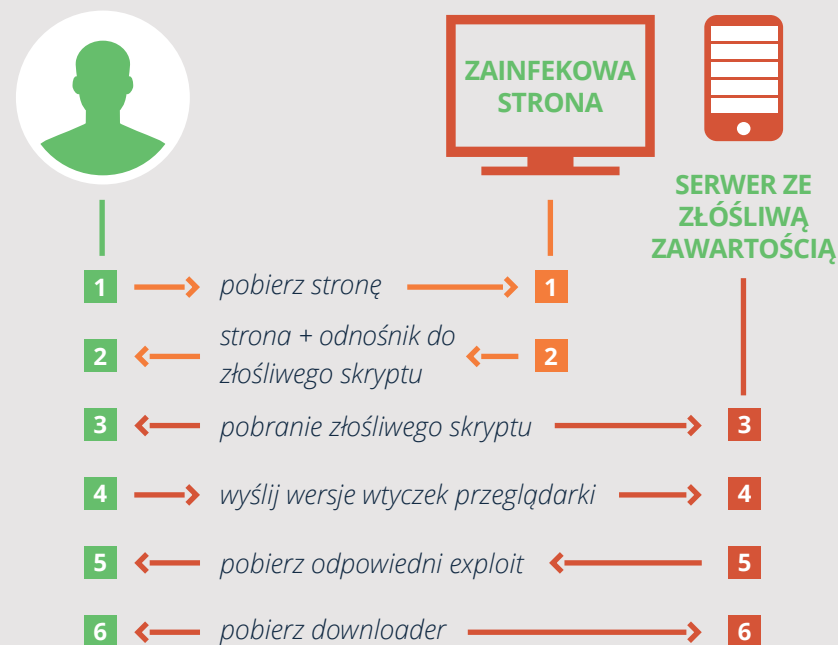 ZAINFEKOWA
STRONA
SERWER ZE
ZŁÓŚLIWĄ
ZAWARTOŚCIĄ
1 pobierz stronę 1
2 strona + odnośnik do 2
złośliwego skryptu
3 pobranie złośliwego skryptu 3
4 wyślij wersje wtyczek przeglądarki 4
5 pobierz odpowiedni exploit 5
6 pobierz downloader 6